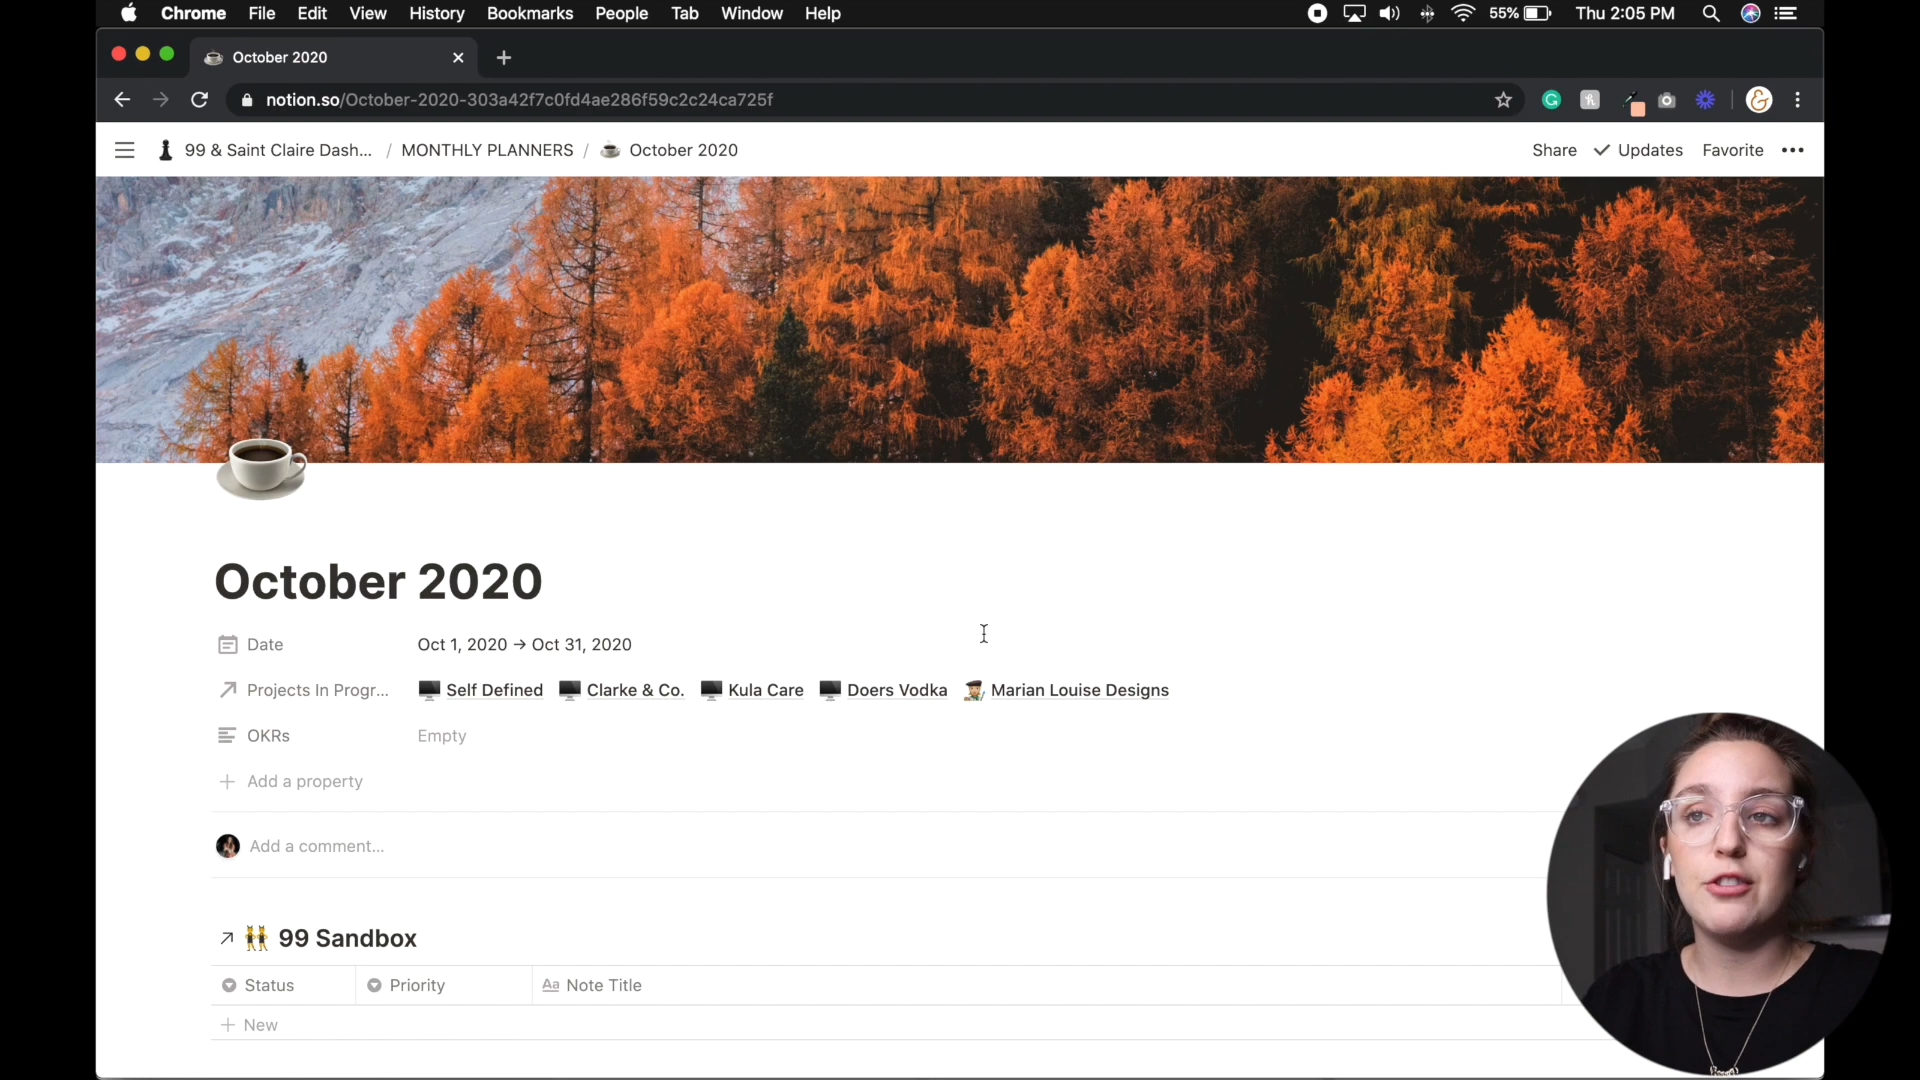 Chrome File Edit View History Bookmarks People Tab Window Help 55% Thu 2:05 PM
October 2020
notion.so/October-2020-303a42f7c0fd4ae286f59c2c24ca725f
99 & Saint Claire Dash... / MONTHLY PLANNERS / October 2020 Share Updates Favorite
October 2020
Date Oct 1, 2020 → Oct 31, 2020
Projects In Progr... Self Defined Clarke & Co. Kula Care Doers Vodka Marian Louise Designs
OKRs Empty
Add a property
Add a comment...
99 Sandbox
Status Priority Aa Note Title
New